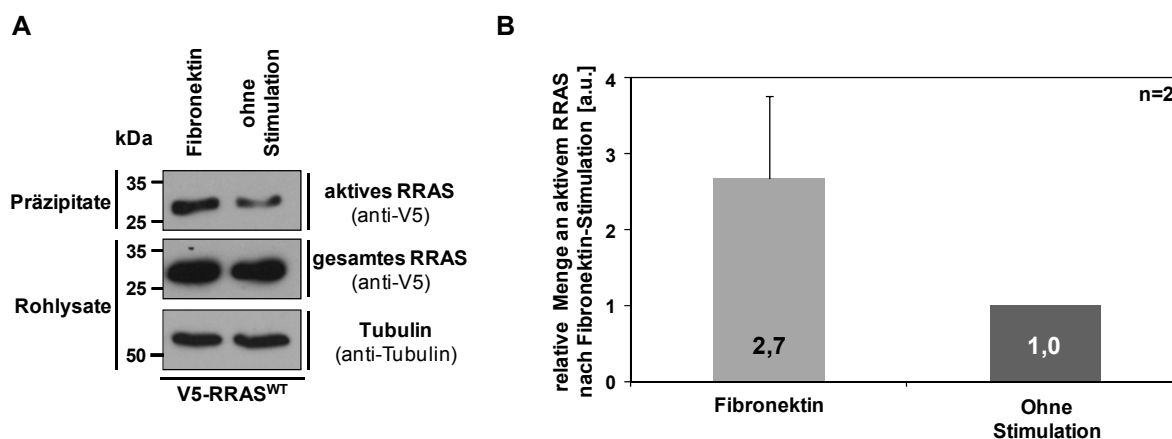 A
Fibronektin
ohne
Stimulation
kDa
Präzipitate
35
25
aktives RRAS
(anti-V5)
Rohlysate
35
25
gesamtes RRAS
(anti-V5)
50
Tubulin
(anti-Tubulin)
V5-RRASWT
B
relative Menge an aktivem RRAS
nach Fibronektin-Stimulation [a.u.]
4
3
2
1
0
n=2
2,7
1,0
Fibronektin
Ohne
Stimulation